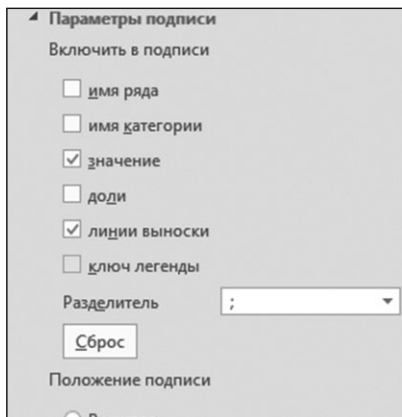 Параметры подписи
Включить в подписи
имя ряда
имя категории
значение
доли
линии выноски
ключ легенды
Разделитель ;
Сброс
Положение подписи